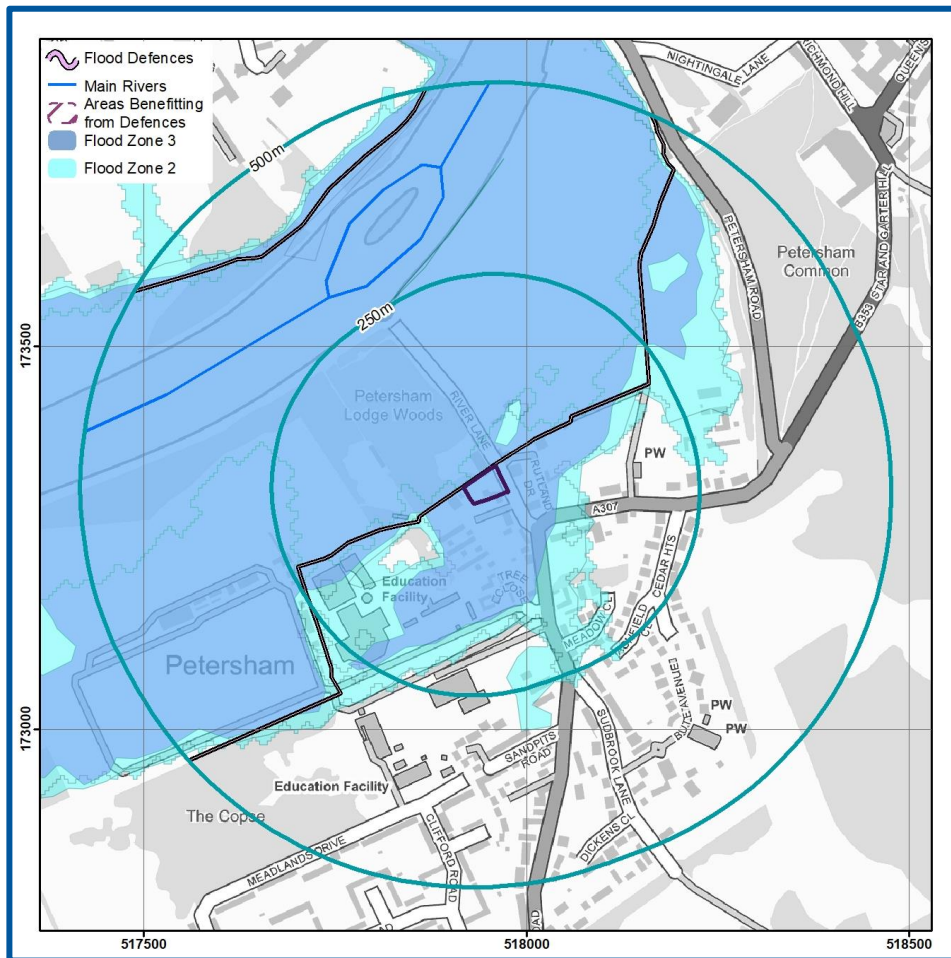 Flood Defences
Main Rivers
Areas Benefitting
from Defences
Flood Zone 3
Flood Zone 2
500m
250m
NIGHTINGALE LANE
RICHMOND HILL
QUEEN'S
PETERSHAM ROAD
Petersham
Common
B353 STAR AND GARTER HILL
173500
Petersham
Lodge Woods
RIVER LANE
RUTLAND
DR
PW
A307
Education
Facility
TREE
CLOSE
CEDAR HTS
MEADOW CL
CL
Petersham
BUTE AVENUE
PW
PW
173000
SANDPITS
ROAD
SUDBROOK LANE
Education Facility
The Copse
DICKENS CL
MEADLANDS DRIVE
CLIFFORD ROAD
517500
518000
518500